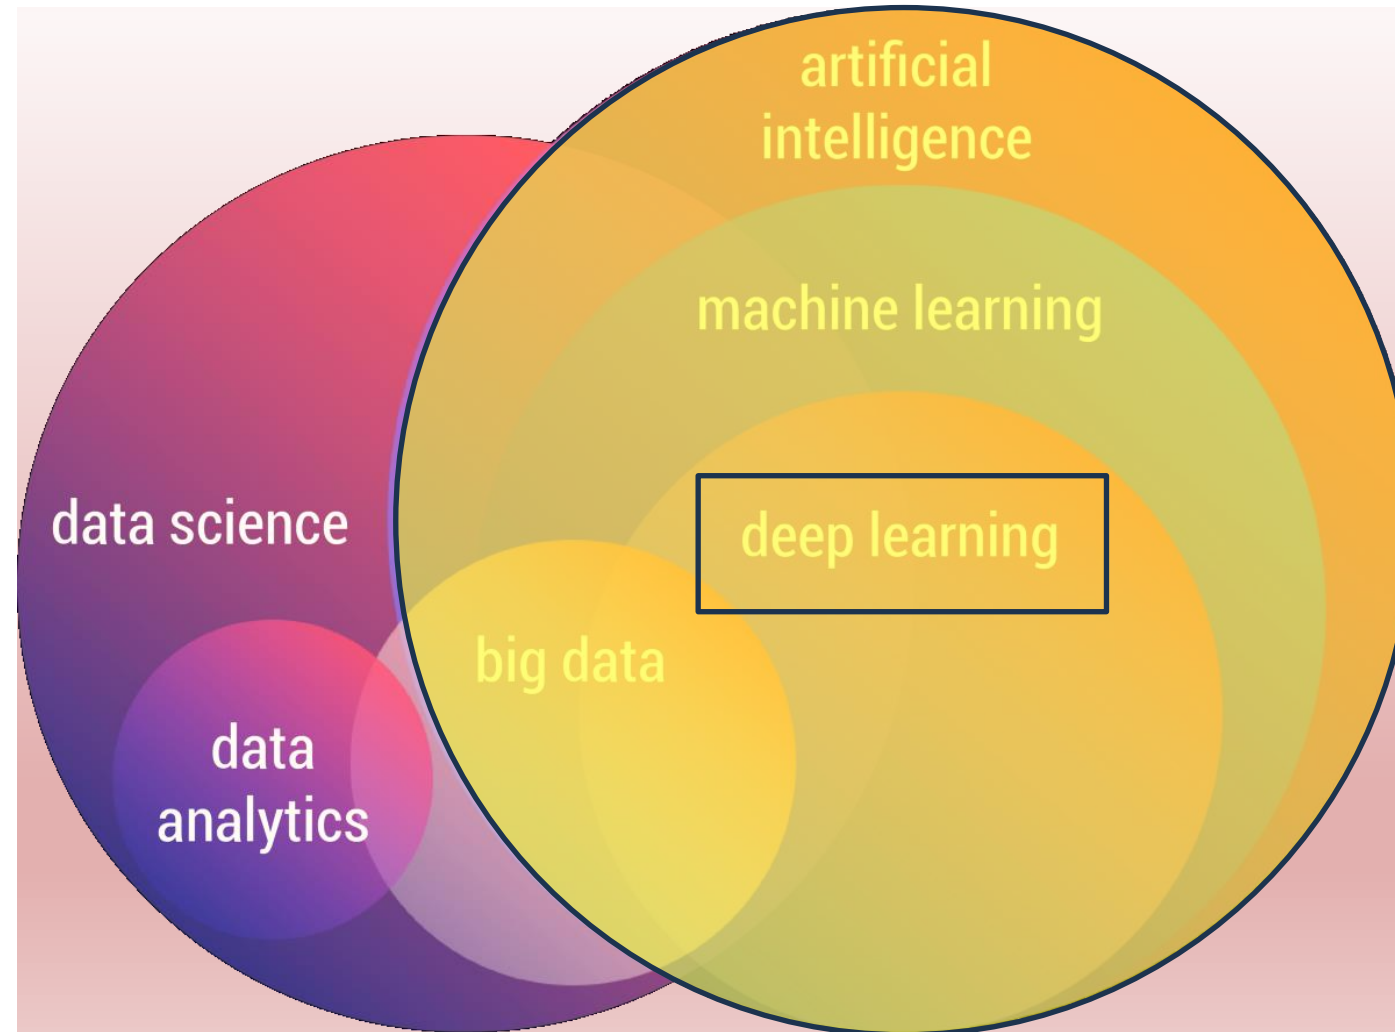 artificial
intelligence
machine learning
data science
deep learning
big data
data
analytics